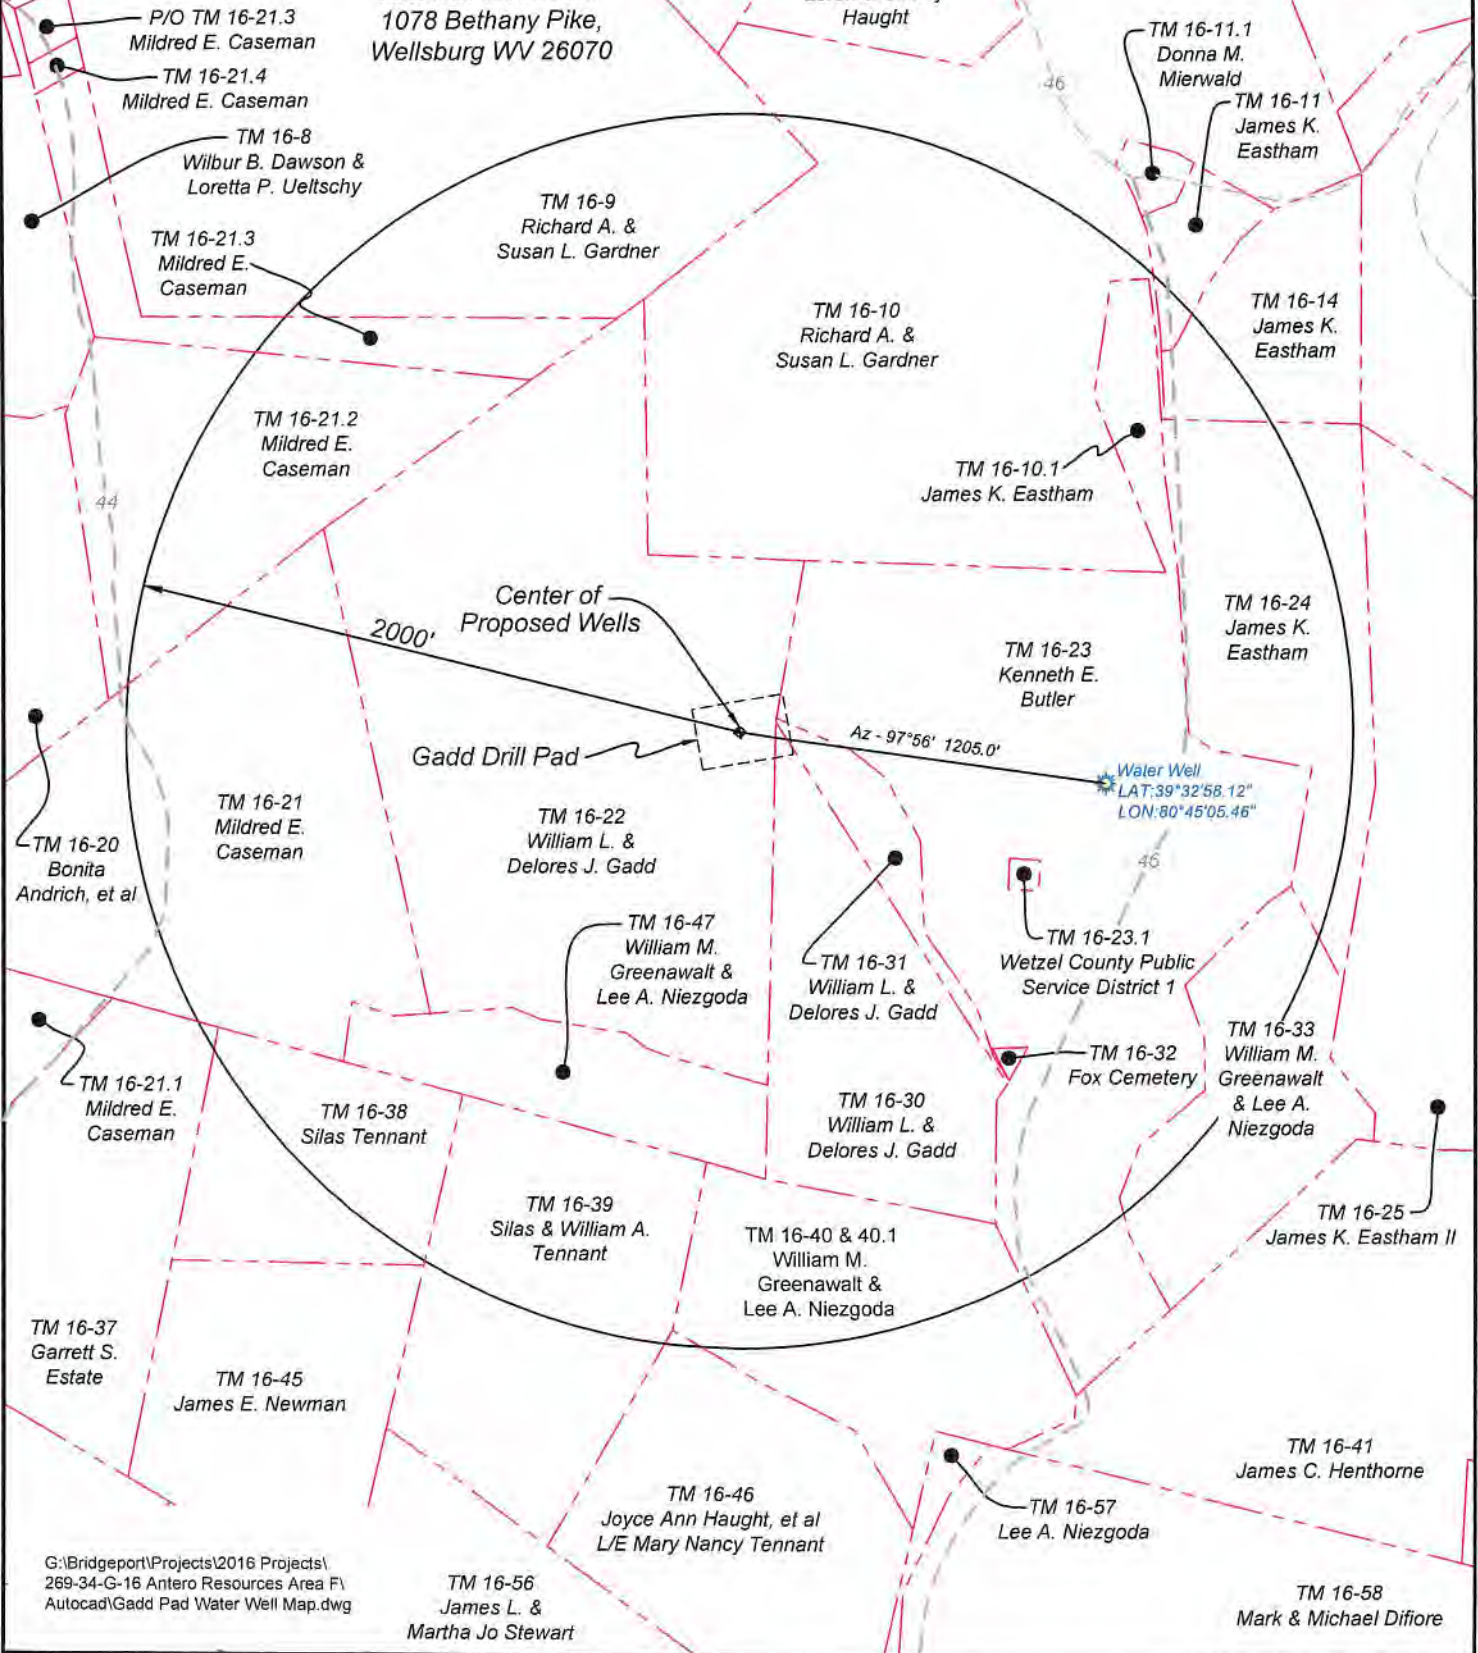 P/O TM 16-21.3
Mildred E. Caseman
1078 Bethany Pike,
Wellsburg WV 26070
Haught
TM 16-11.1
Donna M.
Mierwald
TM 16-21.4
Mildred E. Caseman
46
TM 16-11
James K.
Eastham
TM 16-8
Wilbur B. Dawson &
Loretta P. Ueltschy
TM 16-9
Richard A. &
Susan L. Gardner
TM 16-21.3
Mildred E.
Caseman
TM 16-10
Richard A. &
Susan L. Gardner
TM 16-14
James K.
Eastham
TM 16-21.2
Mildred E.
Caseman
TM 16-10.1
James K. Eastham
44
Center of
Proposed Wells
2000'
TM 16-24
James K.
Eastham
TM 16-23
Kenneth E.
Butler
Gadd Drill Pad
Az - 97°56' 1205.0'
Water Well
LAT:39°32'58.12"
LON:80°45'05.46"
TM 16-21
Mildred E.
Caseman
TM 16-22
William L. &
Delores J. Gadd
TM 16-20
Bonita
Andrich, et al
46
TM 16-47
William M.
Greenawalt &
Lee A. Niezgoda
TM 16-31
William L. &
Delores J. Gadd
TM 16-23.1
Wetzel County Public
Service District 1
TM 16-33
William M.
Greenawalt
& Lee A.
Niezgoda
TM 16-32
Fox Cemetery
TM 16-21.1
Mildred E.
Caseman
TM 16-38
Silas Tennant
TM 16-30
William L. &
Delores J. Gadd
TM 16-39
Silas & William A.
Tennant
TM 16-40 & 40.1
William M.
Greenawalt &
Lee A. Niezgoda
TM 16-25
James K. Eastham II
TM 16-37
Garrett S.
Estate
TM 16-45
James E. Newman
TM 16-41
James C. Henthorne
TM 16-46
Joyce Ann Haught, et al
L/E Mary Nancy Tennant
TM 16-57
Lee A. Niezgoda
G:\Bridgeport\Projects\2016 Projects\
269-34-G-16 Antero Resources Area F\
Autocad\Gadd Pad Water Well Map.dwg
TM 16-56
James L. &
Martha Jo Stewart
TM 16-58
Mark & Michael Difiore